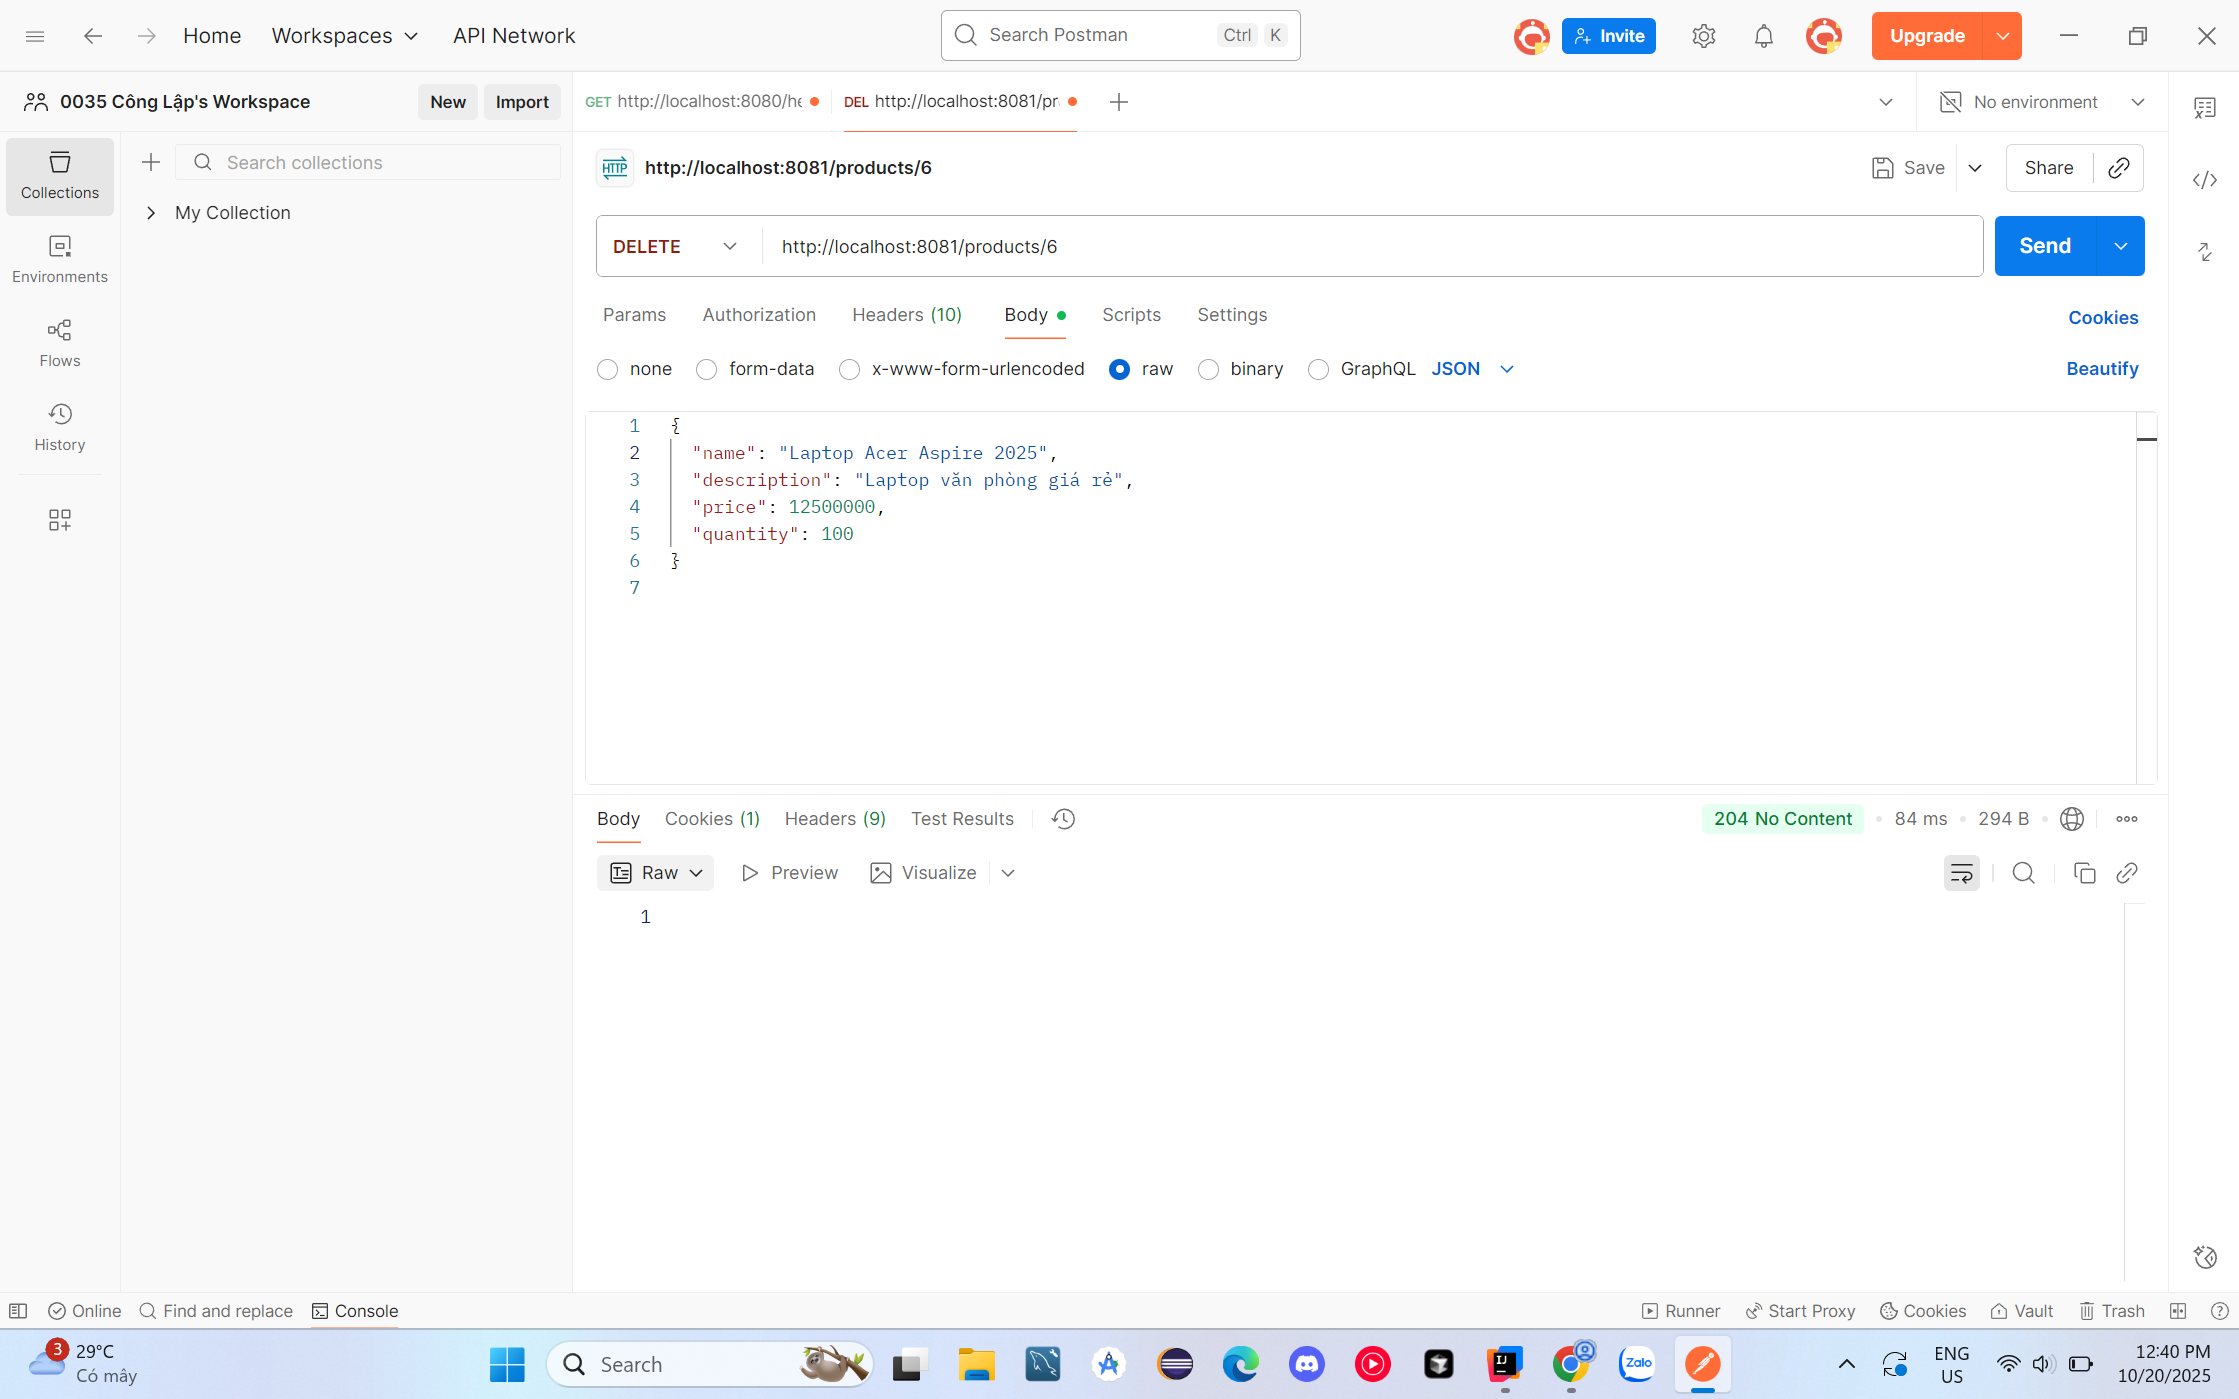 Home Workspaces API Network Search Postman Ctrl K Invite Upgrade
0035 Công Lập's Workspace New Import GET http://localhost:8080/he DEL http://localhost:8081/pr No environment
Collections Search collections
My Collection
Environments
Flows
History
HTTP http://localhost:8081/products/6 Save Share
DELETE http://localhost:8081/products/6 Send
Params Authorization Headers (10) Body Scripts Settings Cookies
none form-data x-www-form-urlencoded raw binary GraphQL JSON Beautify
1 {
2 "name": "Laptop Acer Aspire 2025",
3 "description": "Laptop văn phòng giá rẻ",
4 "price": 12500000,
5 "quantity": 100
6 }
7
Body Cookies (1) Headers (9) Test Results 204 No Content 84 ms 294 B
Raw Preview Visualize
1
Online Find and replace Console Runner Start Proxy Cookies Vault Trash
3 29°C
Có mây
Search
IJ
Zalo
ENG
US
12:40 PM
10/20/2025